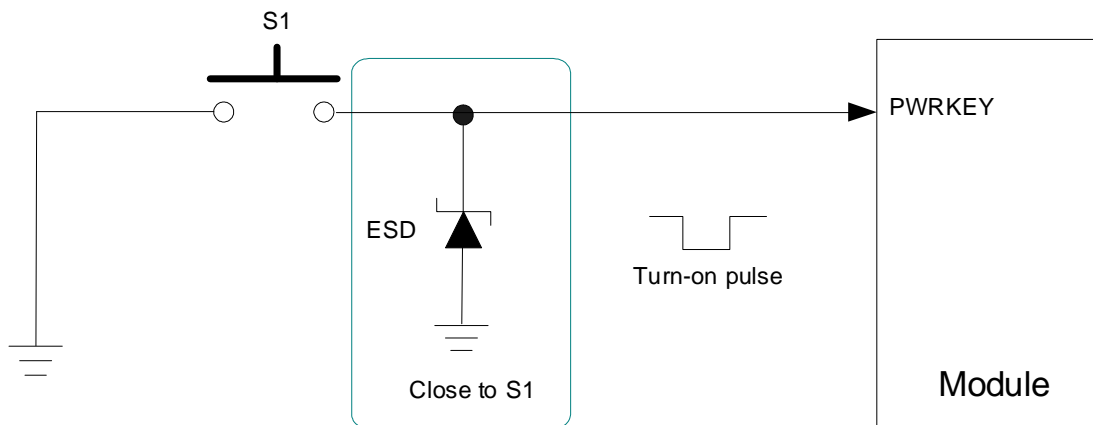 S1
PWRKEY
ESD
Turn-on pulse
Close to S1
Module